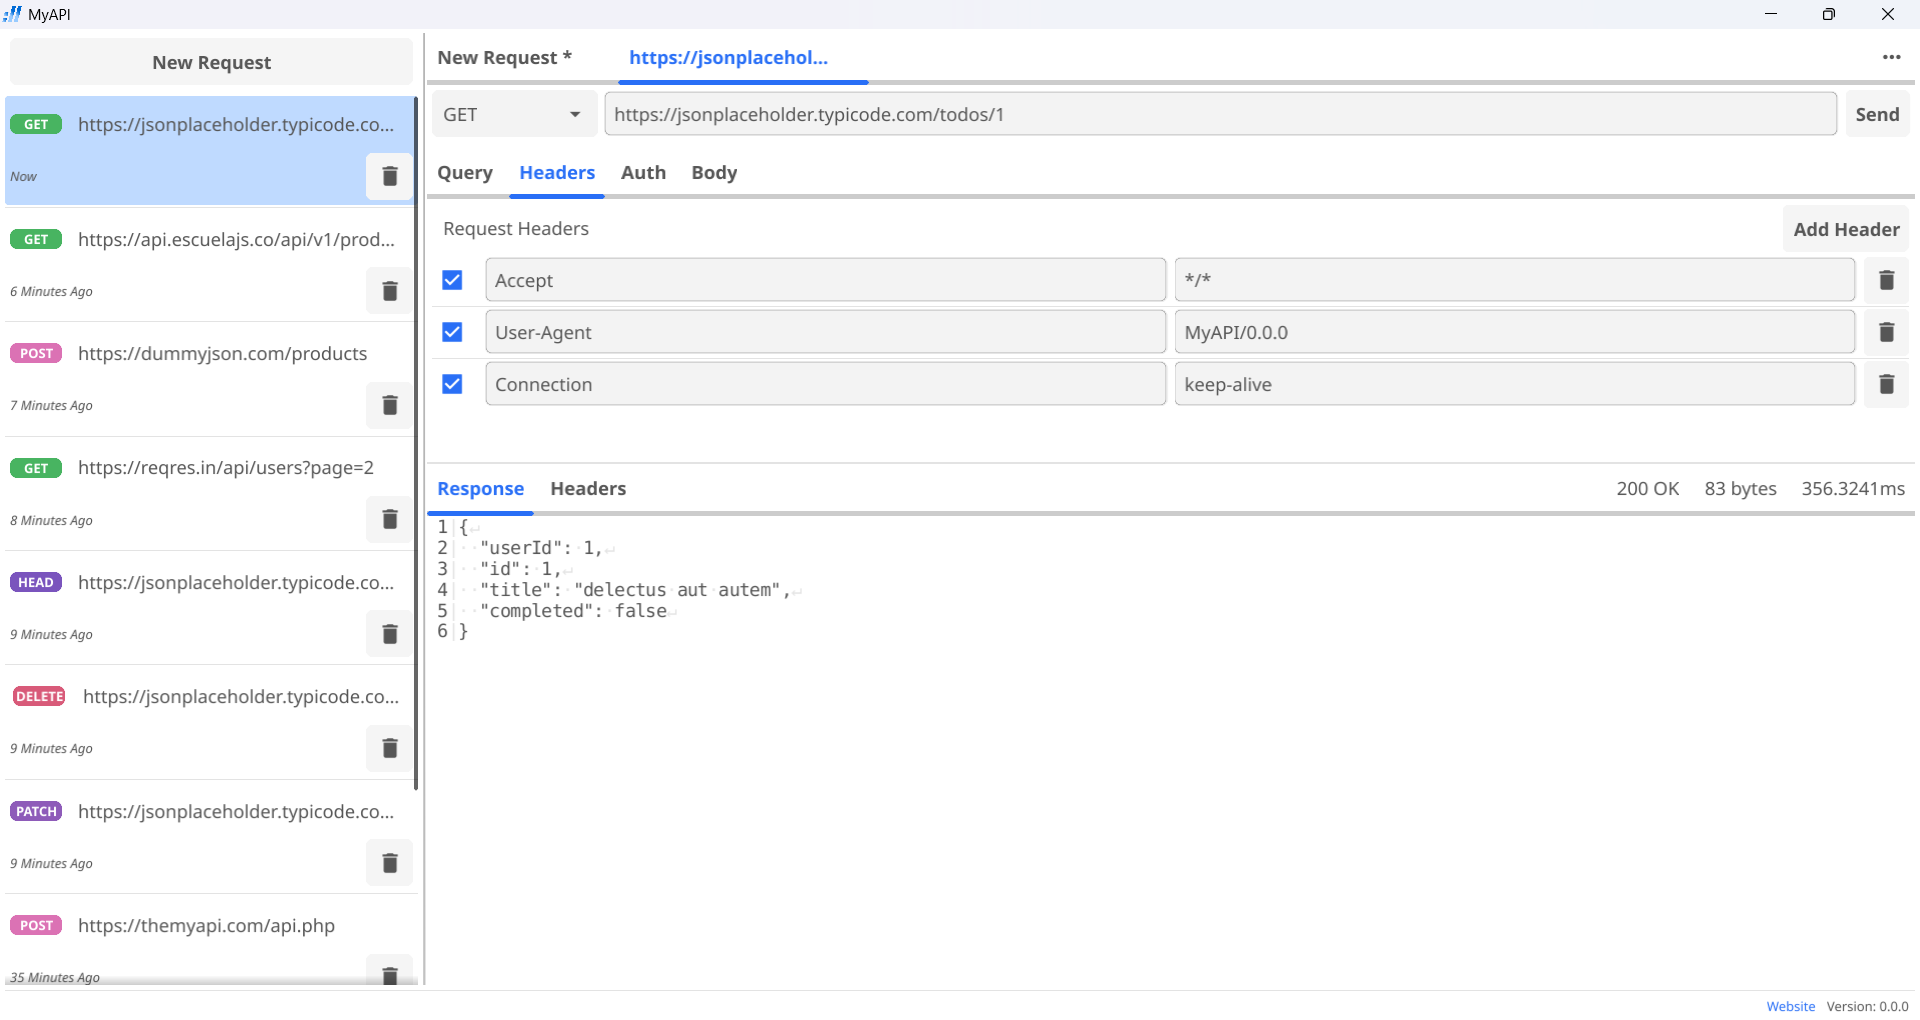 MyAPI
New Request
GET https://jsonplaceholder.typicode.co...
Now
GET https://api.escuelajs.co/api/v1/prod...
6 Minutes Ago
POST https://dummyjson.com/products
7 Minutes Ago
GET https://reqres.in/api/users?page=2
8 Minutes Ago
HEAD https://jsonplaceholder.typicode.co...
9 Minutes Ago
DELETE https://jsonplaceholder.typicode.co...
9 Minutes Ago
PATCH https://jsonplaceholder.typicode.co...
9 Minutes Ago
POST https://themyapi.com/api.php
35 Minutes Ago
New Request * https://jsonplacehol...
GET https://jsonplaceholder.typicode.com/todos/1 Send
Query Headers Auth Body
Request Headers Add Header
Accept */*
User-Agent MyAPI/0.0.0
Connection keep-alive
Response Headers 200 OK 83 bytes 356.3241ms
1 {
2 "userId": 1,
3 "id": 1,
4 "title": "delectus aut autem",
5 "completed": false
6 }
Website Version: 0.0.0